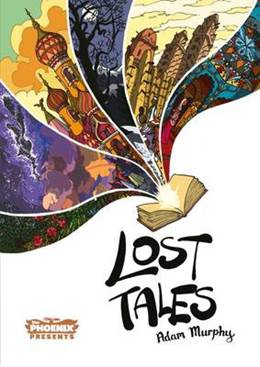 LOST
TALES
Adam Murphy
The
PHOENIX
PRESENTS